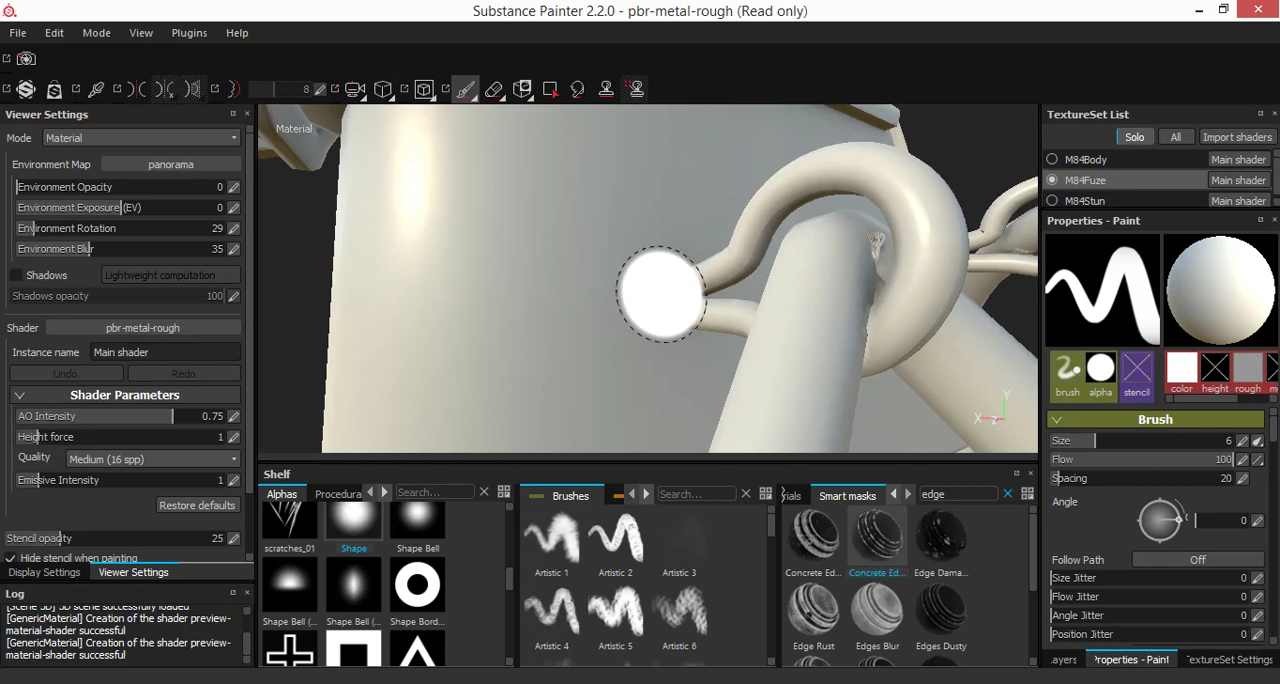 Substance Painter 2.2.0 - pbr-metal-rough (Read only)
File Edit Mode View Plugins Help
8
Viewer Settings
Mode Material
Environment Map panorama
Environment Opacity 0
Environment Exposure (EV) 0
Environment Rotation 29
Environment Blur 35
Shadows Lightweight computation
Shadows opacity 100
Shader pbr-metal-rough
Instance name Main shader
Undo Redo
Shader Parameters
AO Intensity 0.75
Height force 1
Quality Medium (16 spp)
Emissive Intensity 1
Restore defaults
Stencil opacity 25
Hide stencil when painting
Display Settings Viewer Settings
Log
[Scene 3D] 3D scene successfully loaded
[GenericMaterial] Creation of the shader preview-
material-shader successful
[GenericMaterial] Creation of the shader preview-
material-shader successful
Material
Y
X Z
Shelf
Alphas Procedura Search...
scratches_01 Shape Shape Bell
Shape Bell (... Shape Bell (... Shape Bord...
Brushes Search...
Artistic 1 Artistic 2 Artistic 3
Artistic 4 Artistic 5 Artistic 6
rials Smart masks edge
Concrete Ed... Concrete Ed... Edge Dama...
Edge Rust Edges Blur Edges Dusty
TextureSet List
Solo All Import shaders
M84Body Main shader
M84Fuze Main shader
M84Stun Main shader
Properties - Paint
brush alpha stencil color height rough m
Brush
Size 6
Flow 100
Spacing 20
Angle 0
Follow Path Off
Size Jitter 0
Flow Jitter 0
Angle Jitter 0
Position Jitter 0
ayers Properties - Paint TextureSet Settings